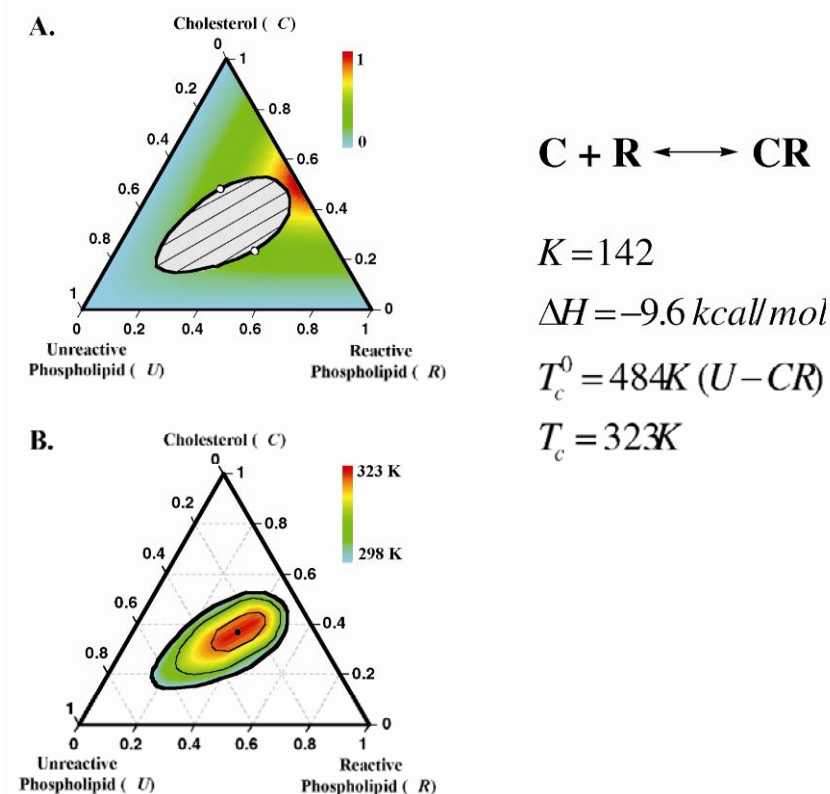 A.
Cholesterol ( C )
0
1
1
0.2
0.8
0.4
0
0.6
0.6
0.4
0.8
0.2
1
0
0 0.2 0.4 0.6 0.8 1
Unreactive
Phospholipid ( U )
Reactive
Phospholipid ( R )
B.
Cholesterol ( C )
0
1
323 K
0.2
0.8
298 K
0.4
0.6
0.6
0.4
0.8
0.2
1
0
0 0.2 0.4 0.6 0.8 1
Unreactive
Phospholipid ( U )
Reactive
Phospholipid ( R )
C + R ⟷ CR
K = 142
ΔH = −9.6 kcal/mol
T_c^0 = 484K (U − CR)
T_c = 323K